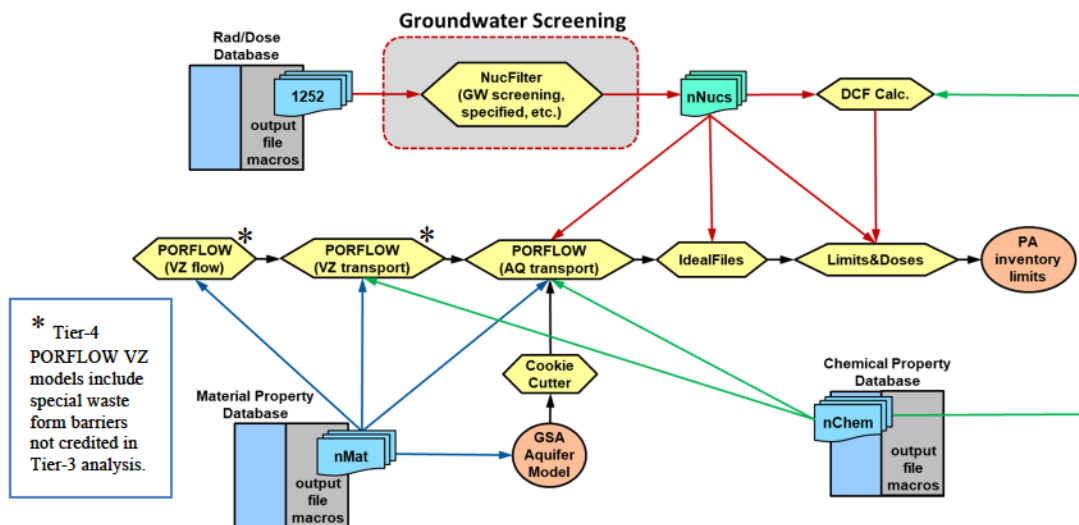 Groundwater Screening
Rad/Dose
Database
1252
output
file
macros
NucFilter
(GW screening,
specified, etc.)
nNucs
DCF Calc.
PORFLOW
(VZ flow)
*
PORFLOW
(VZ transport)
*
PORFLOW
(AQ transport)
IdealFiles
Limits&Doses
PA
inventory
limits
* Tier-4
PORFLOW VZ
models include
special waste
form barriers
not credited in
Tier-3 analysis.
Material Property
Database
nMat
output
file
macros
Cookie
Cutter
GSA
Aquifer
Model
Chemical Property
Database
nChem
output
file
macros